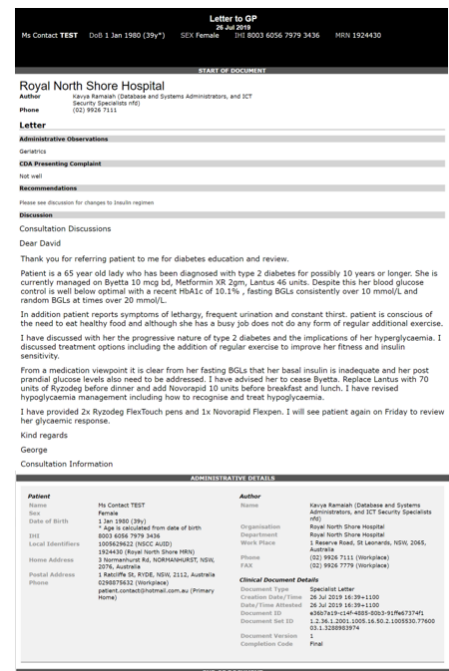 Letter to GP
26 Jul 2019
Ms Contact TEST DoB 1 Jan 1980 (39y*) SEX Female IHI 8003 6056 7979 3436 MRN 1924430
START OF DOCUMENT
Royal North Shore Hospital
Author Kavya Ramaiah (Database and Systems Administrators, and ICT
Security Specialists nfd)
Phone (02) 9926 7111
Letter
Administrative Observations
Geriatrics
CDA Presenting Complaint
Not well
Recommendations
Please see discussion for changes to Insulin regimen
Discussion
Consultation Discussions
Dear David
Thank you for referring patient to me for diabetes education and review.
Patient is a 65 year old lady who has been diagnosed with type 2 diabetes for possibly 10 years or longer. She is
currently managed on Byetta 10 mcg bd, Metformin XR 2gm, Lantus 46 units. Despite this her blood glucose
control is well below optimal with a recent HbA1c of 10.1% , fasting BGLs consistently over 10 mmol/L and
random BGLs at times over 20 mmol/L.
In addition patient reports symptoms of lethargy, frequent urination and constant thirst. patient is conscious of
the need to eat healthy food and although she has a busy job does not do any form of regular additional exercise.
I have discussed with her the progressive nature of type 2 diabetes and the implications of her hyperglycaemia. I
discussed treatment options including the addition of regular exercise to improve her fitness and insulin
sensitivity.
From a medication viewpoint it is clear from her fasting BGLs that her basal insulin is inadequate and her post
prandial glucose levels also need to be addressed. I have advised her to cease Byetta. Replace Lantus with 70
units of Ryzodeg before dinner and add Novorapid 10 units before breakfast and lunch. I have revised
hypoglycaemia management including how to recognise and treat hypoglycaemia.
I have provided 2x Ryzodeg FlexTouch pens and 1x Novorapid Flexpen. I will see patient again on Friday to review
her glycaemic response.
Kind regards
George
Consultation Information
ADMINISTRATIVE DETAILS
Patient
Name Ms Contact TEST
Sex Female
Date of Birth 1 Jan 1980 (39y)
* Age is calculated from date of birth
IHI 8003 6056 7979 3436
Local Identifiers 1005629622 (NSCC AUID)
1924430 (Royal North Shore MRN)
Home Address 3 Normanhurst Rd, NORMANHURST, NSW,
2076, Australia
Postal Address 1 Ratcliffe St, RYDE, NSW, 2112, Australia
Phone 0298875632 (Workplace)
patient.contact@hotmail.com.au (Primary
Home)
Author
Name Kavya Ramaiah (Database and Systems
Administrators, and ICT Security Specialists
nfd)
Organisation Royal North Shore Hospital
Department Royal North Shore Hospital
Work Place 1 Reserve Road, St Leonards, NSW, 2065,
Australia
Phone (02) 9926 7111 (Workplace)
FAX (02) 9926 7779 (Workplace)
Clinical Document Details
Document Type Specialist Letter
Creation Date/Time 26 Jul 2019 16:39+1100
Date/Time Attested 26 Jul 2019 16:39+1100
Document ID
Document Set ID
Document Version 1
Completion Code Final